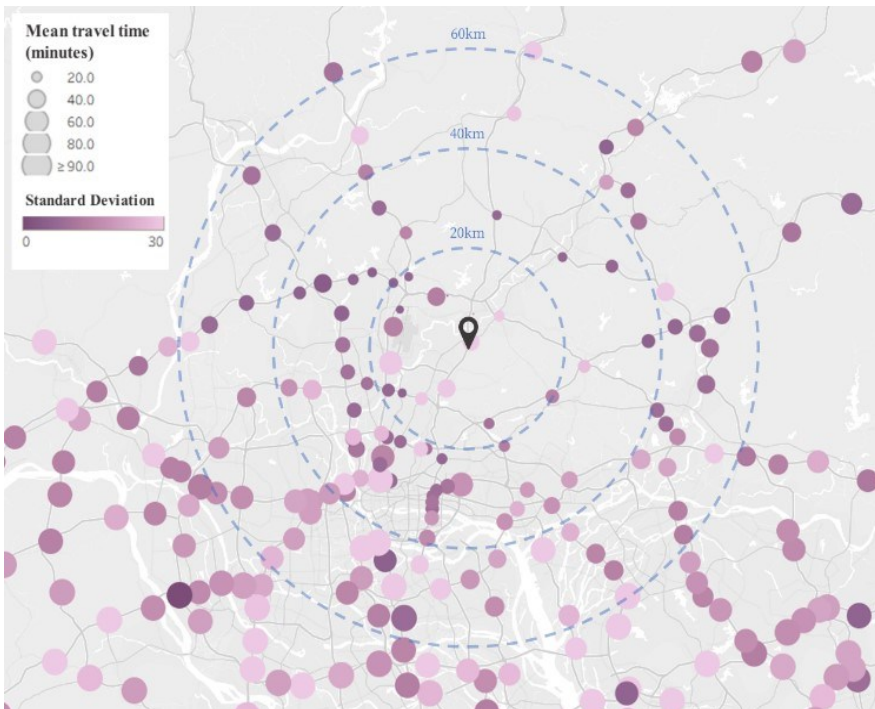 Mean travel time
(minutes)
20.0
40.0
60.0
80.0
≥90.0
Standard Deviation
0 30
60km
40km
20km